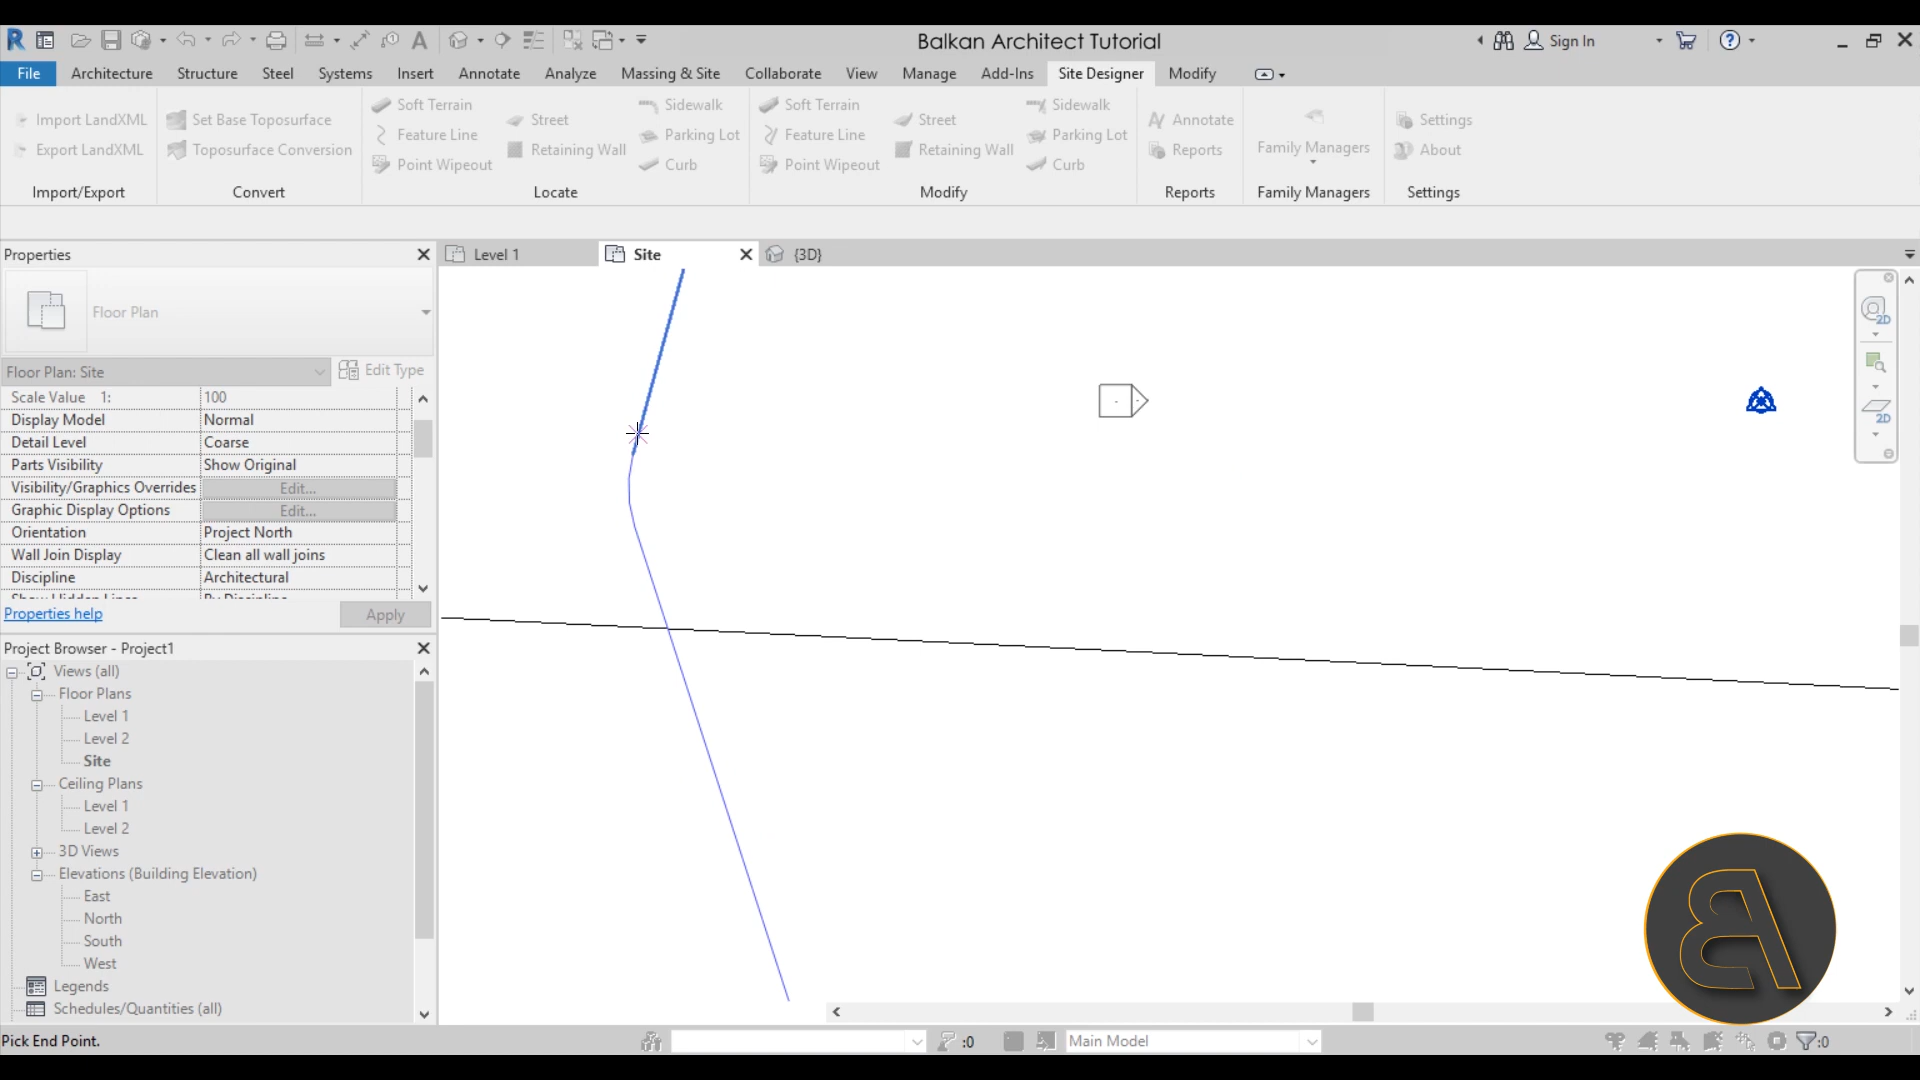 Balkan Architect Tutorial
Sign In
File Architecture Structure Steel Systems Insert Annotate Analyze Massing & Site Collaborate View Manage Add-Ins Site Designer Modify
Import LandXML
Export LandXML
Import/Export
Set Base Toposurface
Toposurface Conversion
Convert
Soft Terrain
Feature Line
Point Wipeout
Street
Retaining Wall
Sidewalk
Parking Lot
Curb
Locate
Soft Terrain
Feature Line
Point Wipeout
Street
Retaining Wall
Sidewalk
Parking Lot
Curb
Modify
Annotate
Reports
Reports
Family Managers
Family Managers
Settings
About
Settings
Properties
Floor Plan
Floor Plan: Site Edit Type
Scale Value 1: 100
Display Model Normal
Detail Level Coarse
Parts Visibility Show Original
Visibility/Graphics Overrides Edit...
Graphic Display Options Edit...
Orientation Project North
Wall Join Display Clean all wall joins
Discipline Architectural
Show Hidden Lines By Discipline
Properties help Apply
Project Browser - Project1
Views (all)
Floor Plans
Level 1
Level 2
Site
Ceiling Plans
Level 1
Level 2
3D Views
Elevations (Building Elevation)
East
North
South
West
Legends
Schedules/Quantities (all)
Level 1 Site {3D}
2D
2D
Pick End Point. :0 Main Model :0